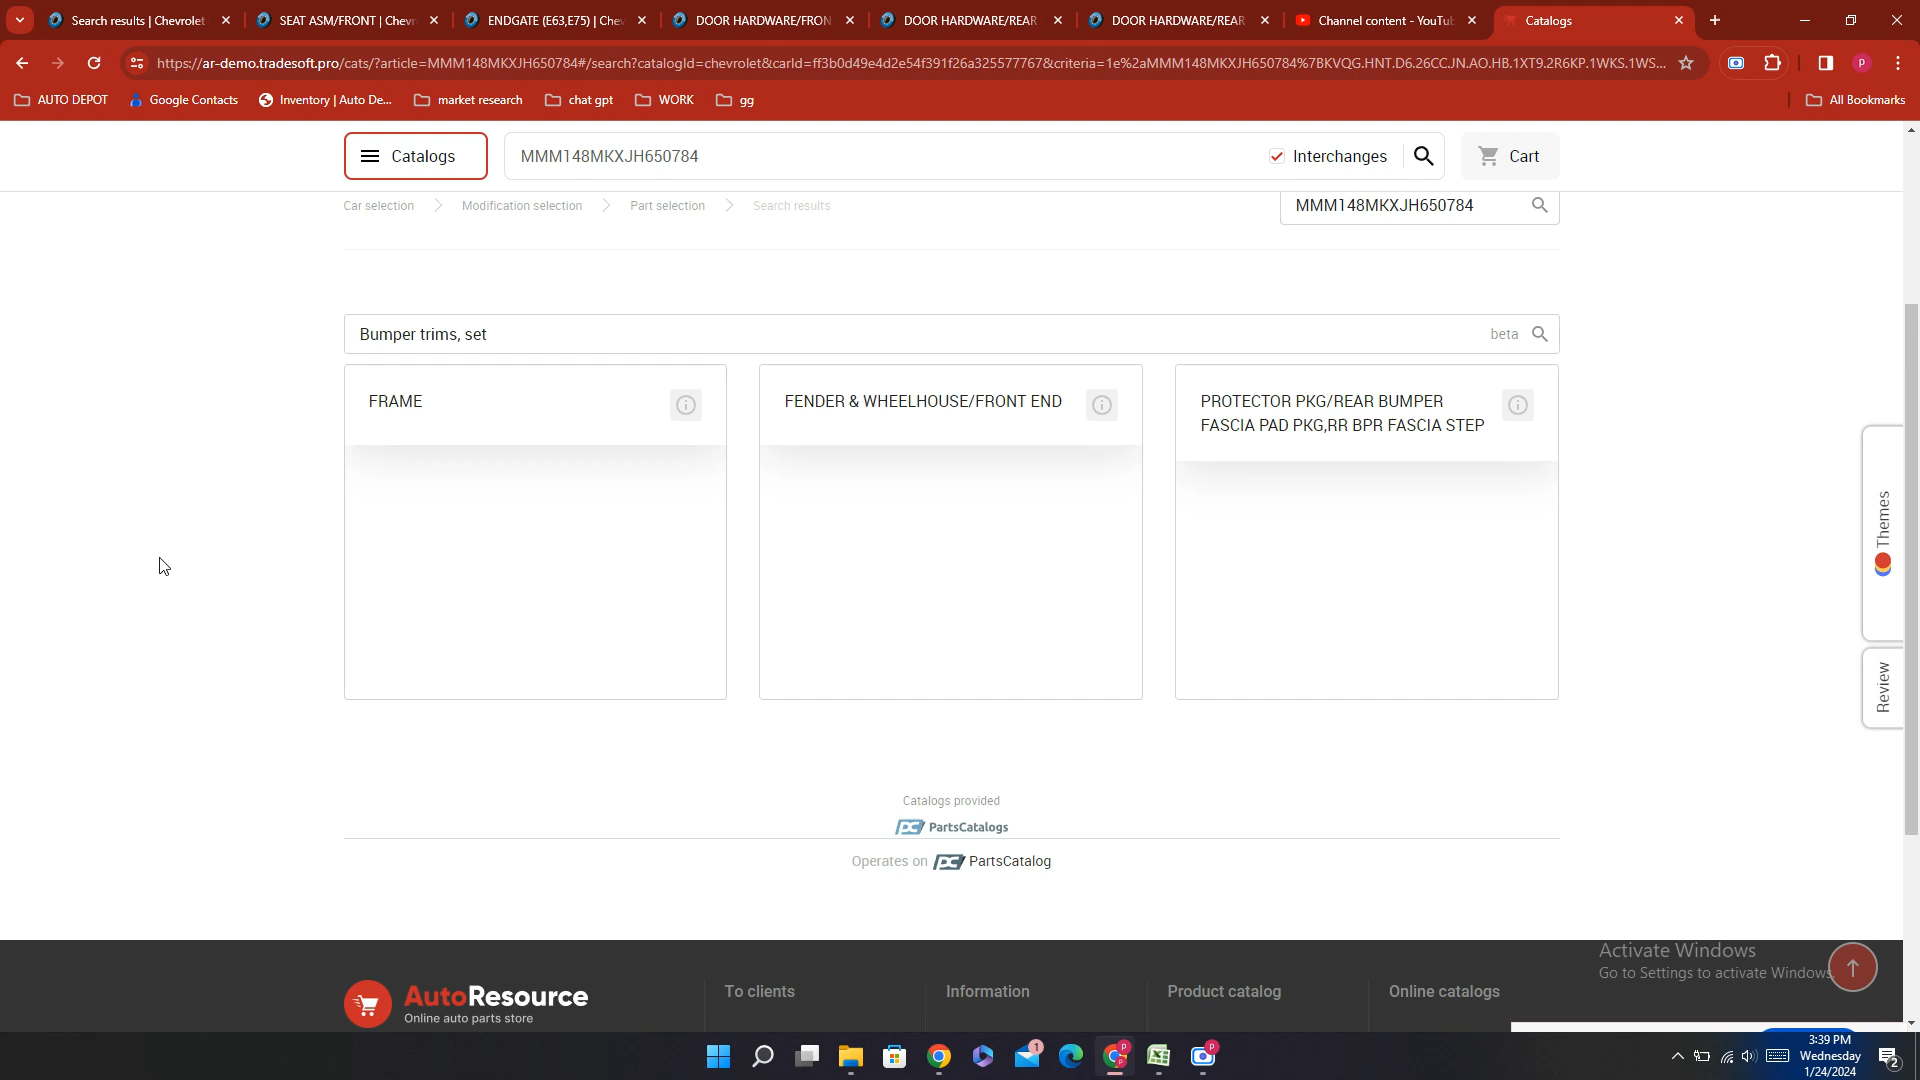 Search results | Chevrolet
SEAT ASM/FRONT | Chevr
ENDGATE (E63,E75) | Che
DOOR HARDWARE/FRON
DOOR HARDWARE/REAR
DOOR HARDWARE/REAR
Channel content - YouTu
Catalogs
https://ar-demo.tradesoft.pro/cats/?article=MMM148MKXJH650784#/search?catalogId=chevrolet&carId=ff3b0d49e4d2e54f391f26a325577767&criteria=1e%2aMMM148MKXJH650784%7BKVQG.HNT.D6.26CC.JN.AO.HB.1XT9.2R6KP.1WKS.1WS...
P
AUTO DEPOT
Google Contacts
Inventory | Auto De...
market research
chat gpt
WORK
gg
All Bookmarks
Catalogs
MMM148MKXJH650784
Interchanges
Cart
Car selection
Modification selection
Part selection
Search results
MMM148MKXJH650784
Bumper trims, set
beta
FRAME
FENDER & WHEELHOUSE/FRONT END
PROTECTOR PKG/REAR BUMPER
FASCIA PAD PKG,RR BPR FASCIA STEP
Themes
Review
Catalogs provided
PC PartsCatalogs
Operates on PC PartsCatalog
Activate Windows
Go to Settings to activate Windows.
AutoResource
Online auto parts store
To clients
Information
Product catalog
Online catalogs
1
P
P
3:39 PM
Wednesday
1/24/2024
2